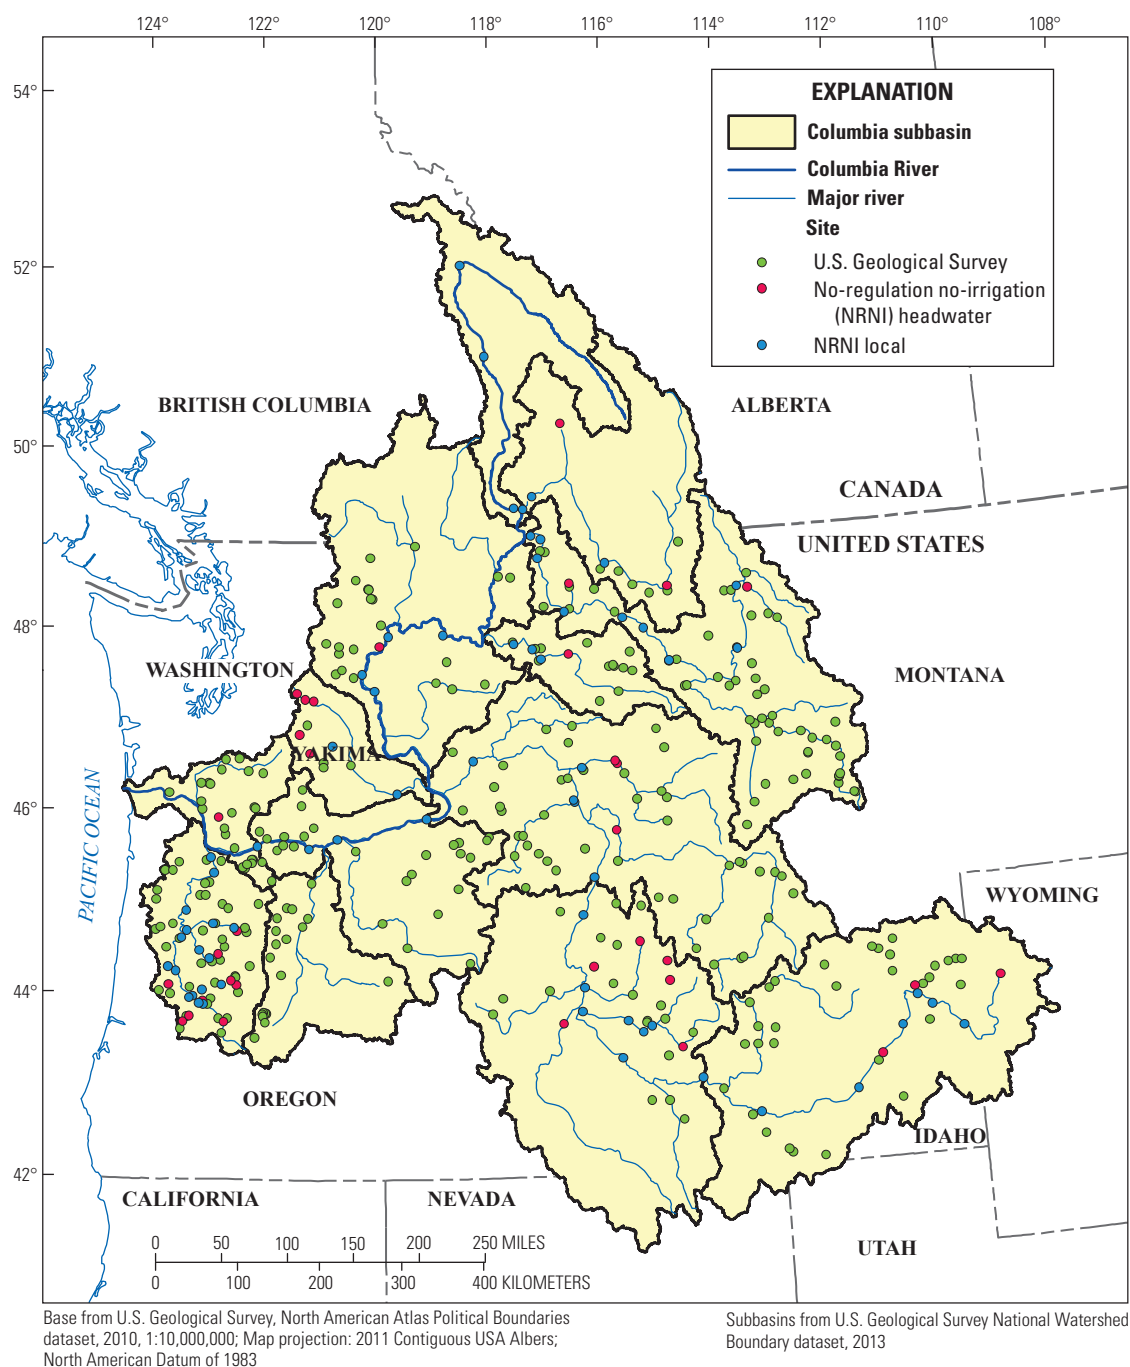 124° 122° 120° 118° 116° 114° 112° 110° 108°
54°
52°
50°
48°
46°
44°
42°
EXPLANATION
Columbia subbasin
Columbia River
Major river
Site
U.S. Geological Survey
No-regulation no-irrigation
(NRNI) headwater
NRNI local
BRITISH COLUMBIA
ALBERTA
CANADA
UNITED STATES
WASHINGTON
MONTANA
YAKIMA
PACIFIC OCEAN
WYOMING
OREGON
IDAHO
CALIFORNIA
NEVADA
UTAH
0 50 100 150 200 250 MILES
0 100 200 300 400 KILOMETERS
Base from U.S. Geological Survey, North American Atlas Political Boundaries
dataset, 2010, 1:10,000,000; Map projection: 2011 Contiguous USA Albers;
North American Datum of 1983
Subbasins from U.S. Geological Survey National Watershed
Boundary dataset, 2013